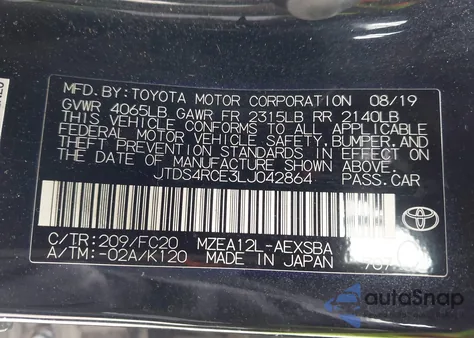 MFD.BY:TOYOTA MOTOR CORPORATION 08/19
GVWR 4065LB GAWR FR 2315LB RR 2140LB
THIS VEHICLE CONFORMS TO ALL APPLICABLE
FEDERAL MOTOR VEHICLE SAFETY,BUMPER,AND
THEFT PREVENTION STANDARDS IN EFFECT ON
THE DATE OF MANUFACTURE SHOWN ABOVE.
JTDS4RCE3LJ042864 PASS.CAR
C/TR:209/FC20 MZEA12L-AEXSBA
A/TM:-02A/K120 MADE IN JAPAN
TOYOTA
autoSnap